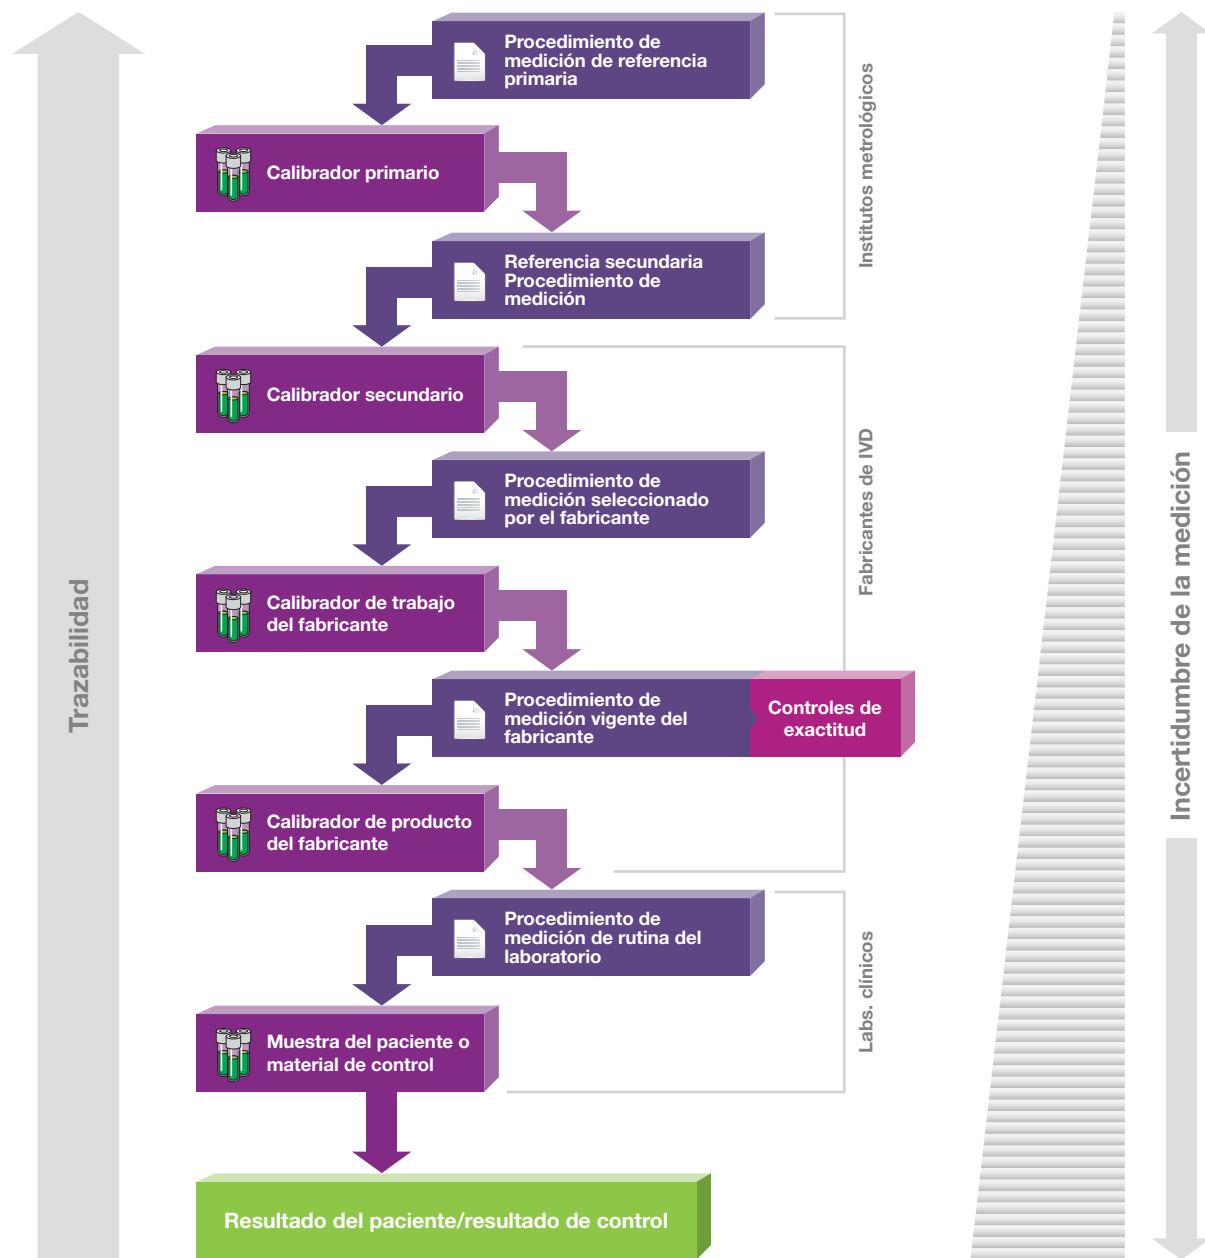 Procedimiento de
medición de referencia
primaria
Calibrador primario
Referencia secundaria
Procedimiento de
medición
Institutos metrológicos
Calibrador secundario
Procedimiento de
medición seleccionado
por el fabricante
Calibrador de trabajo
del fabricante
Procedimiento de
medición vigente del
fabricante
Controles de
exactitud
Calibrador de producto
del fabricante
Fabricantes de IVD
Procedimiento de
medición de rutina del
laboratorio
Muestra del paciente o
material de control
Labs. clínicos
Resultado del paciente/resultado de control
Trazabilidad
Incertidumbre de la medición